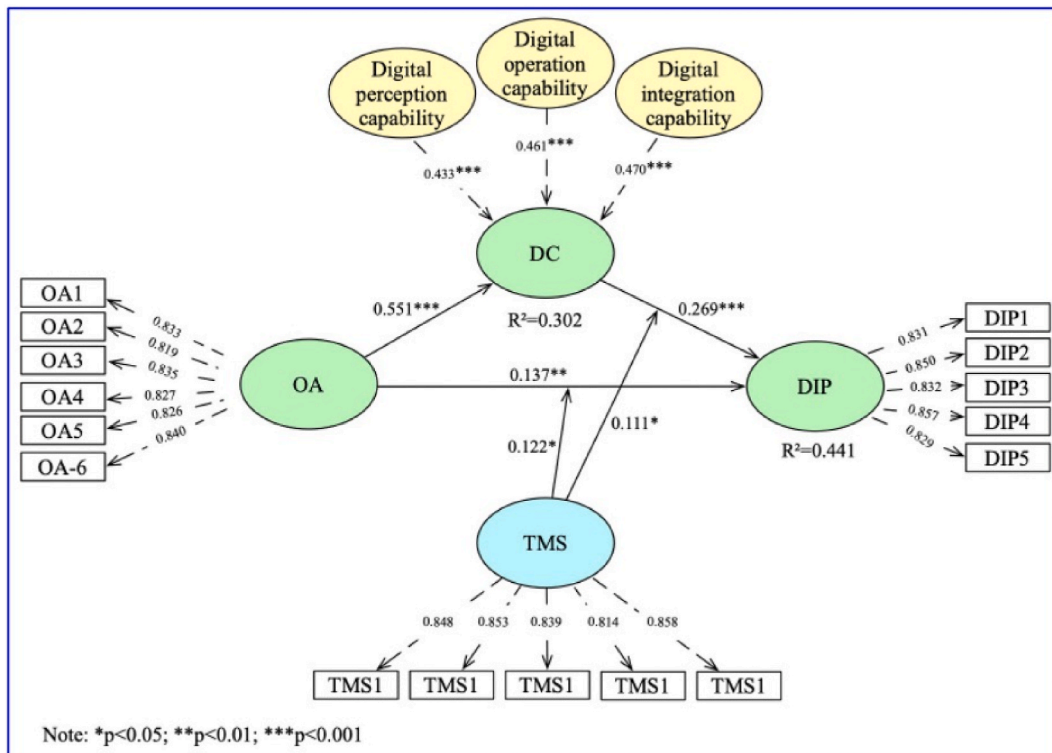 Digital
perception
capability
Digital
operation
capability
Digital
integration
capability
0.433***
0.461***
0.470***
DC
R²=0.302
0.551***
0.269***
OA1
OA2
OA3
OA4
OA5
OA-6
0.833
0.819
0.835
0.827
0.826
0.840
OA
0.137**
0.122*
0.111*
DIP
R²=0.441
0.831
0.850
0.832
0.857
0.829
DIP1
DIP2
DIP3
DIP4
DIP5
TMS
0.848
0.853
0.839
0.814
0.858
TMS1
TMS1
TMS1
TMS1
TMS1
Note: *p<0.05; **p<0.01; ***p<0.001